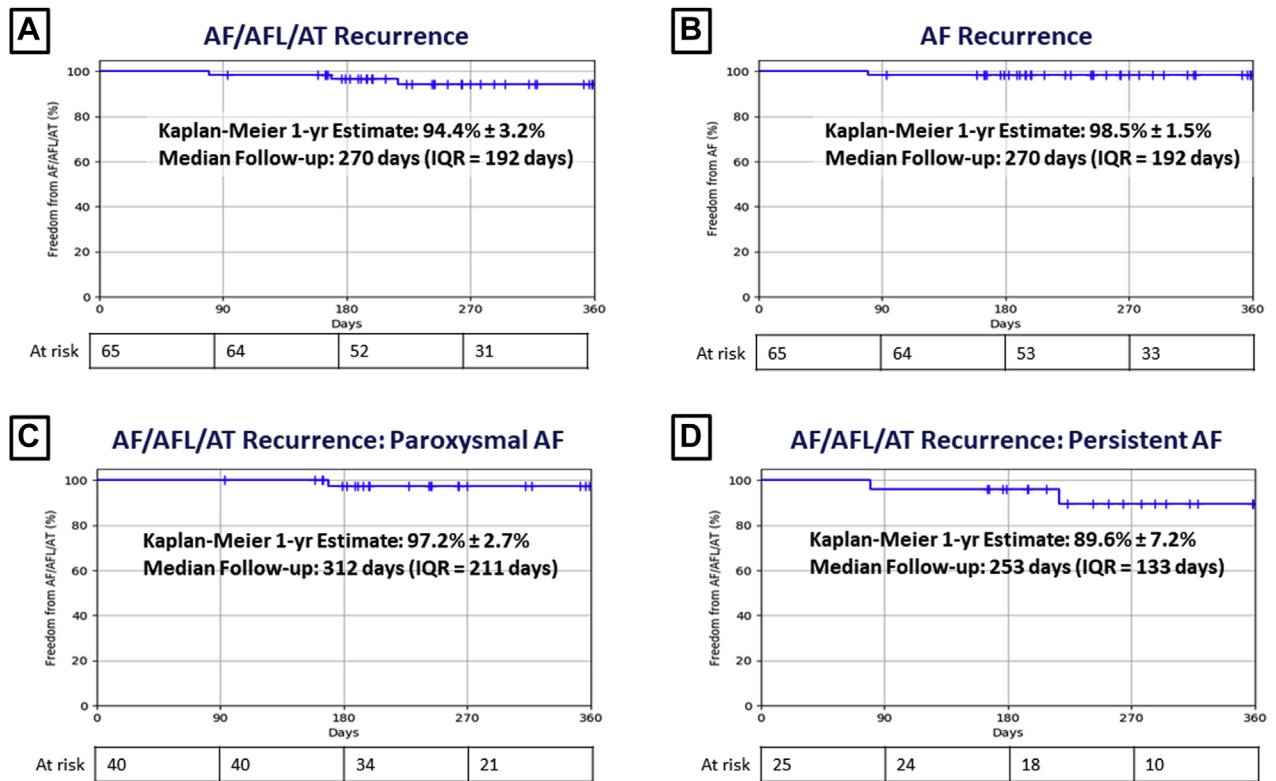 A
AF/AFL/AT Recurrence
Freedom from AF/AFL/AT (%)
100
80
60
40
20
0
Kaplan-Meier 1-yr Estimate: 94.4% ± 3.2%
Median Follow-up: 270 days (IQR = 192 days)
0 90 180 270 360
Days
At risk 65 64 52 31
B
AF Recurrence
Freedom from AF (%)
100
80
60
40
20
0
Kaplan-Meier 1-yr Estimate: 98.5% ± 1.5%
Median Follow-up: 270 days (IQR = 192 days)
0 90 180 270 360
Days
At risk 65 64 53 33
C
AF/AFL/AT Recurrence: Paroxysmal AF
Freedom from AF/AFL/AT (%)
100
80
60
40
20
0
Kaplan-Meier 1-yr Estimate: 97.2% ± 2.7%
Median Follow-up: 312 days (IQR = 211 days)
0 90 180 270 360
Days
At risk 40 40 34 21
D
AF/AFL/AT Recurrence: Persistent AF
Freedom from AF/AFL/AT (%)
100
80
60
40
20
0
Kaplan-Meier 1-yr Estimate: 89.6% ± 7.2%
Median Follow-up: 253 days (IQR = 133 days)
0 90 180 270 360
Days
At risk 25 24 18 10